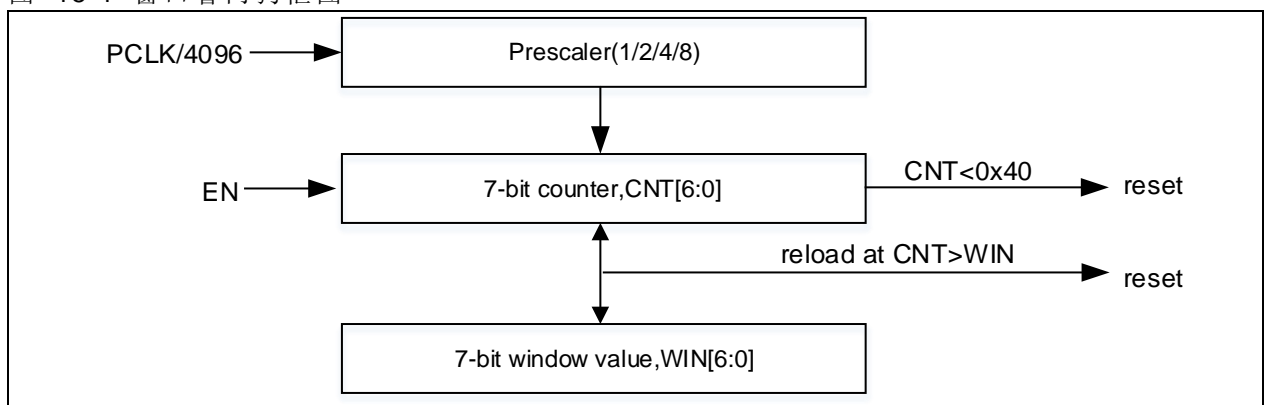 PCLK/4096
Prescaler(1/2/4/8)
EN
7-bit counter,CNT[6:0]
CNT<0x40
reset
reload at CNT>WIN
reset
7-bit window value,WIN[6:0]